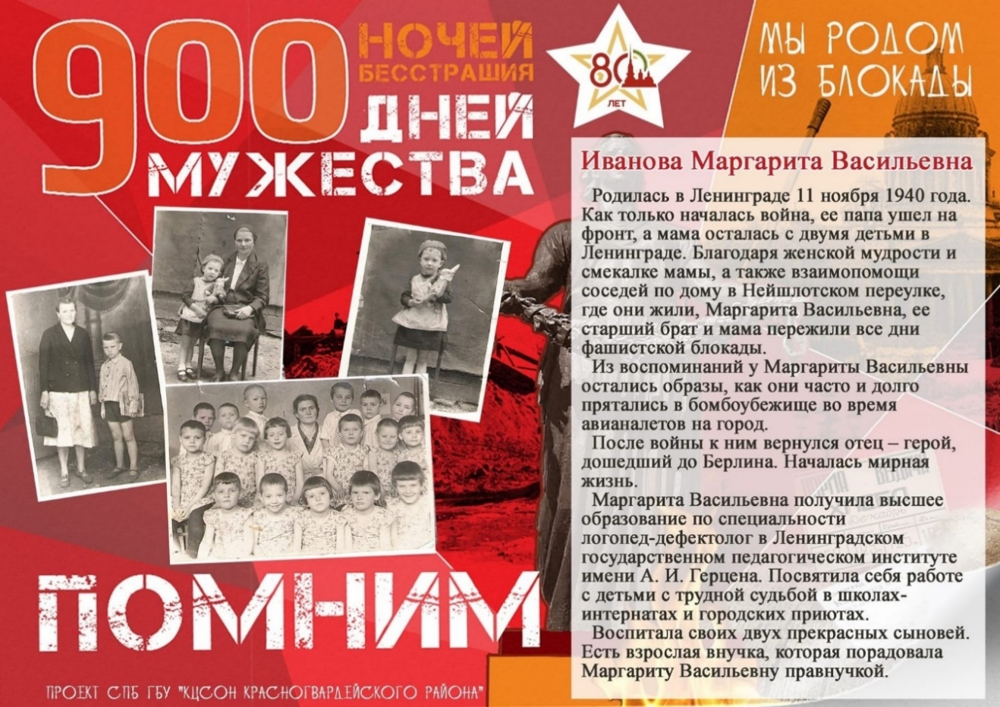 900 НОЧЕЙ
БЕССТРАШИЯ
ДНЕЙ
МУЖЕСТВА
80
ЛЕТ
МЫ РОДОМ
ИЗ БЛОКАДЫ
Иванова Маргарита Васильевна
Родилась в Ленинграде 11 ноября 1940 года.
Как только началась война, ее папа ушел на
фронт, а мама осталась с двумя детьми в
Ленинграде. Благодаря женской мудрости и
смекалке мамы, а также взаимопомощи
соседей по дому в Нейшлотском переулке,
где они жили, Маргарита Васильевна, ее
старший брат и мама пережили все дни
фашистской блокады.
Из воспоминаний у Маргариты Васильевны
остались образы, как они часто и долго
прятались в бомбоубежище во время
авианалетов на город.
После войны к ним вернулся отец – герой,
дошедший до Берлина. Началась мирная
жизнь.
Маргарита Васильевна получила высшее
образование по специальности
логопед-дефектолог в Ленинградском
государственном педагогическом институте
имени А. И. Герцена. Посвятила себя работе
с детьми с трудной судьбой в школах-
интернатах и городских приютах.
Воспитала своих двух прекрасных сыновей.
Есть взрослая внучка, которая порадовала
Маргариту Васильевну правнучкой.
ПОМНИМ
ПРОЕКТ СПБ ГБУ "КЦСОН КРАСНОГВАРДЕЙСКОГО РАЙОНА"